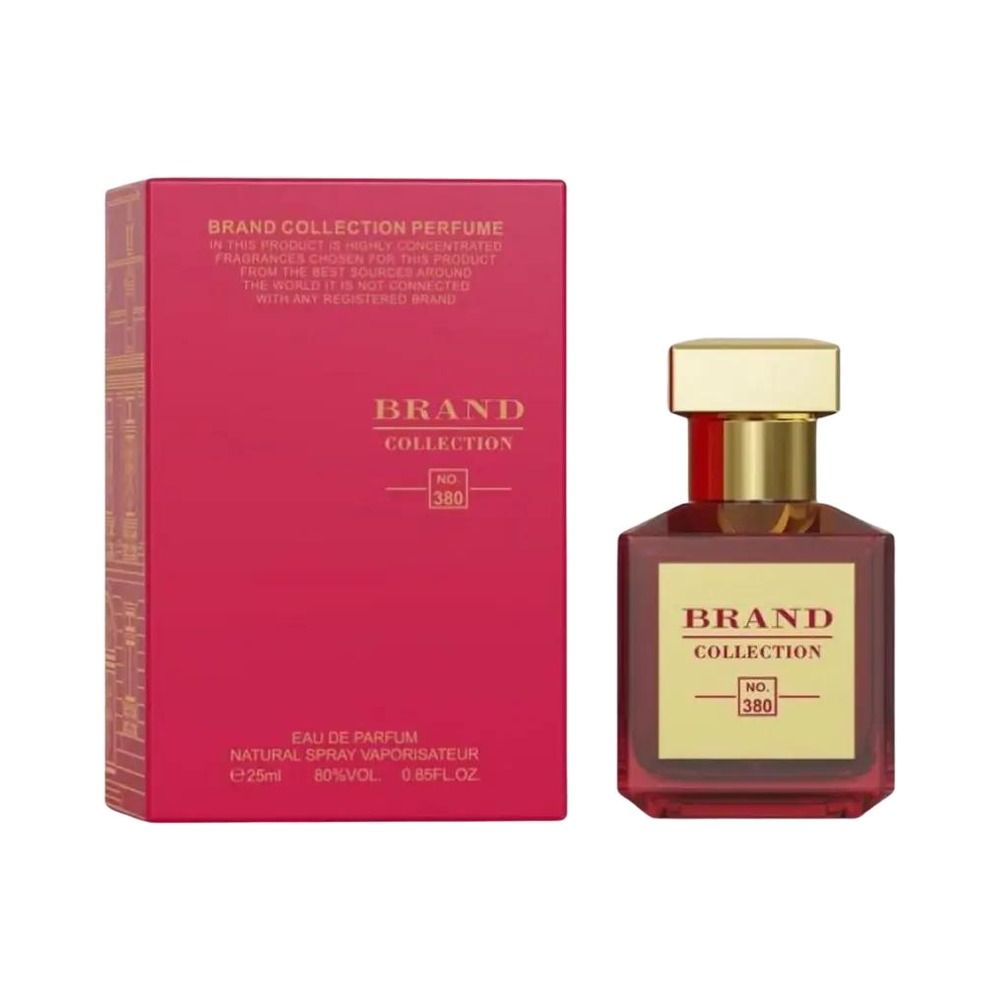 BRAND COLLECTION PERFUME
IN THIS PRODUCT IS HIGHLY CONCENTRATED
FRAGRANCES CHOSEN FOR THIS PRODUCT
FROM THE BEST SOURCES AROUND
THE WORLD IT IS NOT CONNECTED
WITH ANY REGISTERED BRAND
BRAND
COLLECTION
NO.
380
EAU DE PARFUM
NATURAL SPRAY VAPORISATEUR
℮25ml 80%VOL. 0.85FL.OZ.
BRAND
COLLECTION
NO.
380